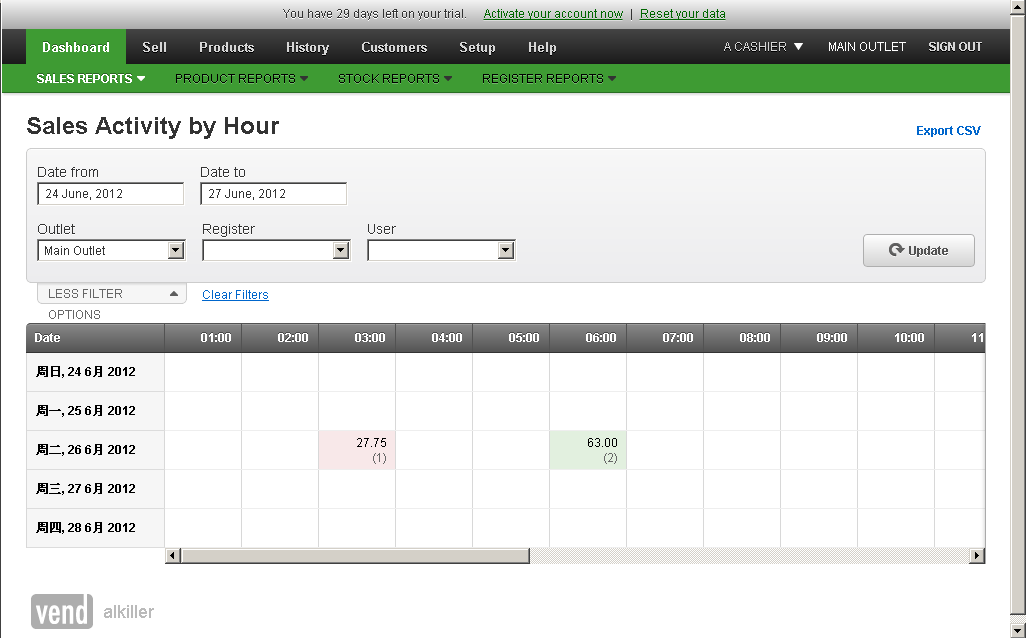 You have 29 days left on your trial. Activate your account now | Reset your data
Dashboard Sell Products History Customers Setup Help A CASHIER MAIN OUTLET SIGN OUT
SALES REPORTS PRODUCT REPORTS STOCK REPORTS REGISTER REPORTS
Sales Activity by Hour
Export CSV
Date from Date to
24 June, 2012 27 June, 2012
Outlet Register User
Main Outlet
Update
LESS FILTER OPTIONS
Clear Filters
Date 01:00 02:00 03:00 04:00 05:00 06:00 07:00 08:00 09:00 10:00 11
周日, 24 6月 2012
周一, 25 6月 2012
周二, 26 6月 2012 27.75 63.00
(1) (2)
周三, 27 6月 2012
周四, 28 6月 2012
vend alkiller